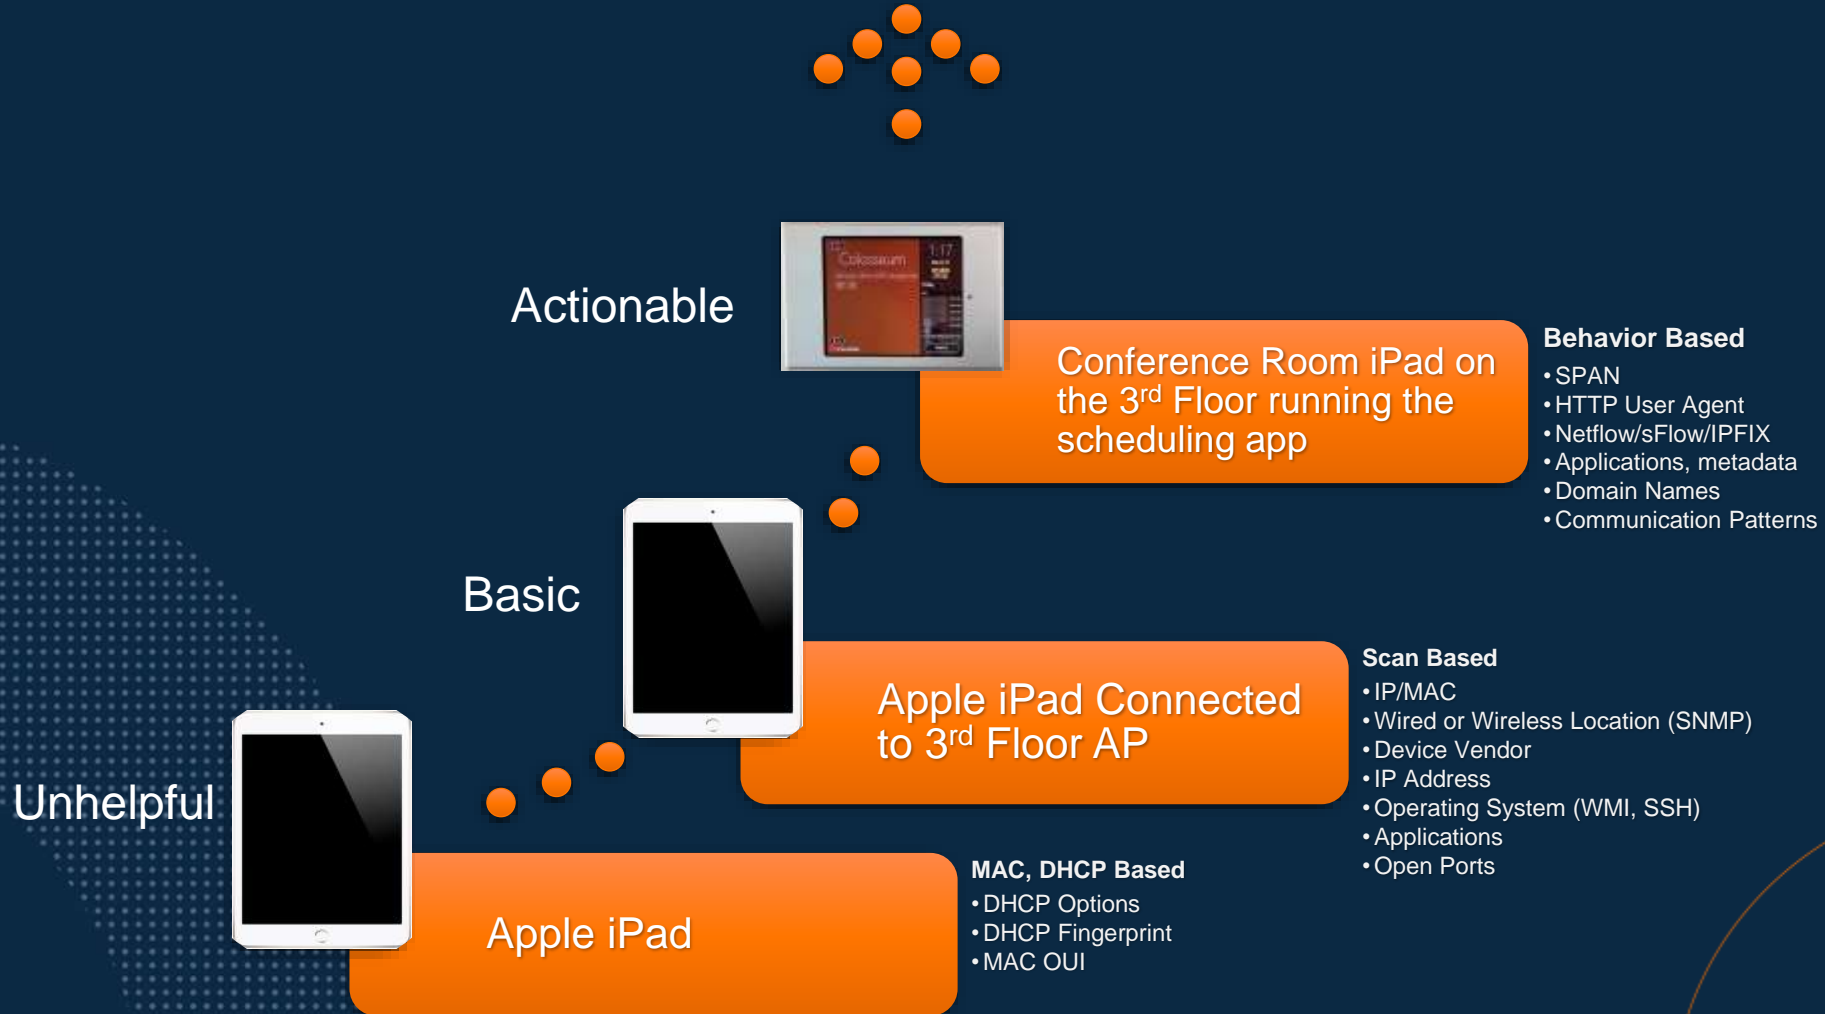 Actionable
Colosseum
1:17
Conference Room iPad on
the 3rd Floor running the
scheduling app
Behavior Based
•SPAN
•HTTP User Agent
•Netflow/sFlow/IPFIX
•Applications, metadata
•Domain Names
•Communication Patterns
Basic
Apple iPad Connected
to 3rd Floor AP
Scan Based
•IP/MAC
•Wired or Wireless Location (SNMP)
•Device Vendor
•IP Address
•Operating System (WMI, SSH)
•Applications
•Open Ports
Unhelpful
Apple iPad
MAC, DHCP Based
•DHCP Options
•DHCP Fingerprint
•MAC OUI